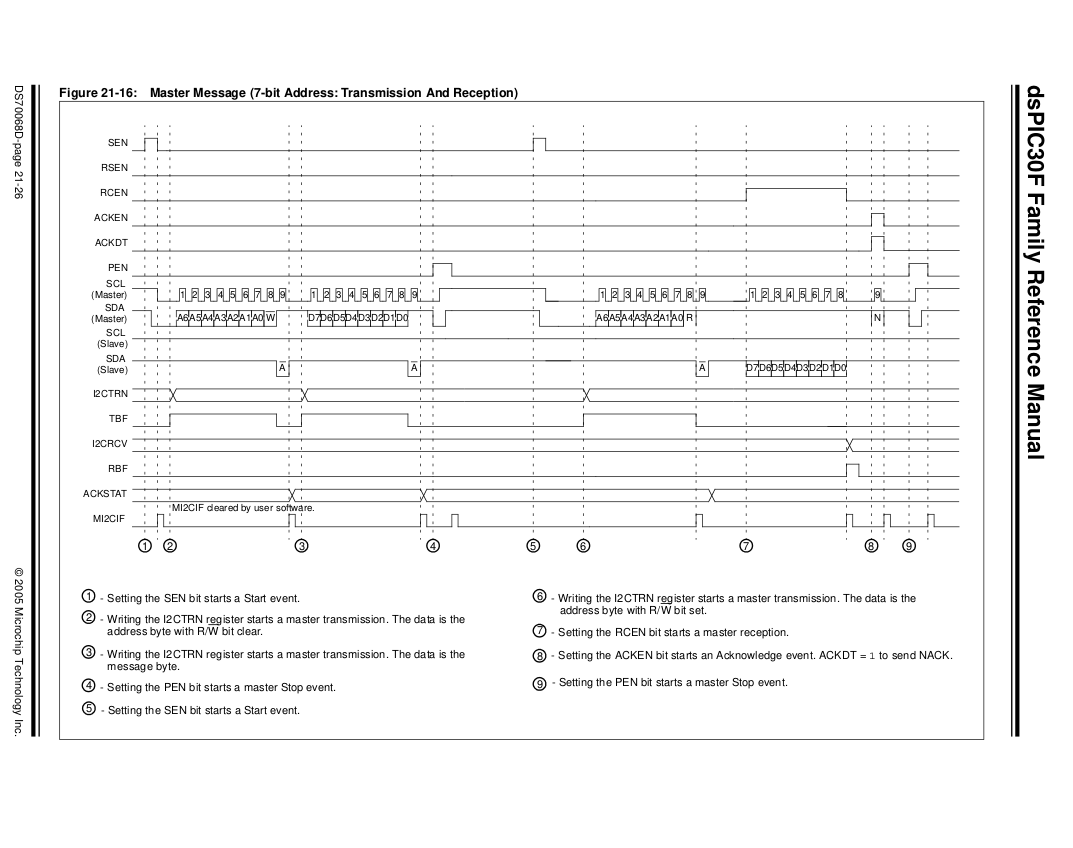 DS70068D-page 21-26
© 2005 Microchip Technology Inc.
dsPIC30F Family Reference Manual
Figure 21-16: Master Message (7-bit Address: Transmission And Reception)
SEN
RSEN
RCEN
ACKEN
ACKDT
PEN
SCL
(Master)
1 2 3 4 5 6 7 8 9 1 2 3 4 5 6 7 8 9 1 2 3 4 5 6 7 8 9 1 2 3 4 5 6 7 8 9
SDA
(Master)
A6 A5 A4 A3 A2 A1 A0 W̅ D7 D6 D5 D4 D3 D2 D1 D0 A6 A5 A4 A3 A2 A1 A0 R N
SCL
(Slave)
SDA
(Slave)
A̅ A̅ A̅ D7 D6 D5 D4 D3 D2 D1 D0
I2CTRN
TBF
I2CRCV
RBF
ACKSTAT
MI2CIF cleared by user software.
MI2CIF
1 2 3 4 5 6 7 8 9
1 - Setting the SEN bit starts a Start event.
2 - Writing the I2CTRN register starts a master transmission. The data is the
address byte with R/W̅ bit clear.
3 - Writing the I2CTRN register starts a master transmission. The data is the
message byte.
4 - Setting the PEN bit starts a master Stop event.
5 - Setting the SEN bit starts a Start event.
6 - Writing the I2CTRN register starts a master transmission. The data is the
address byte with R/W̅ bit set.
7 - Setting the RCEN bit starts a master reception.
8 - Setting the ACKEN bit starts an Acknowledge event. ACKDT = 1 to send NACK.
9 - Setting the PEN bit starts a master Stop event.